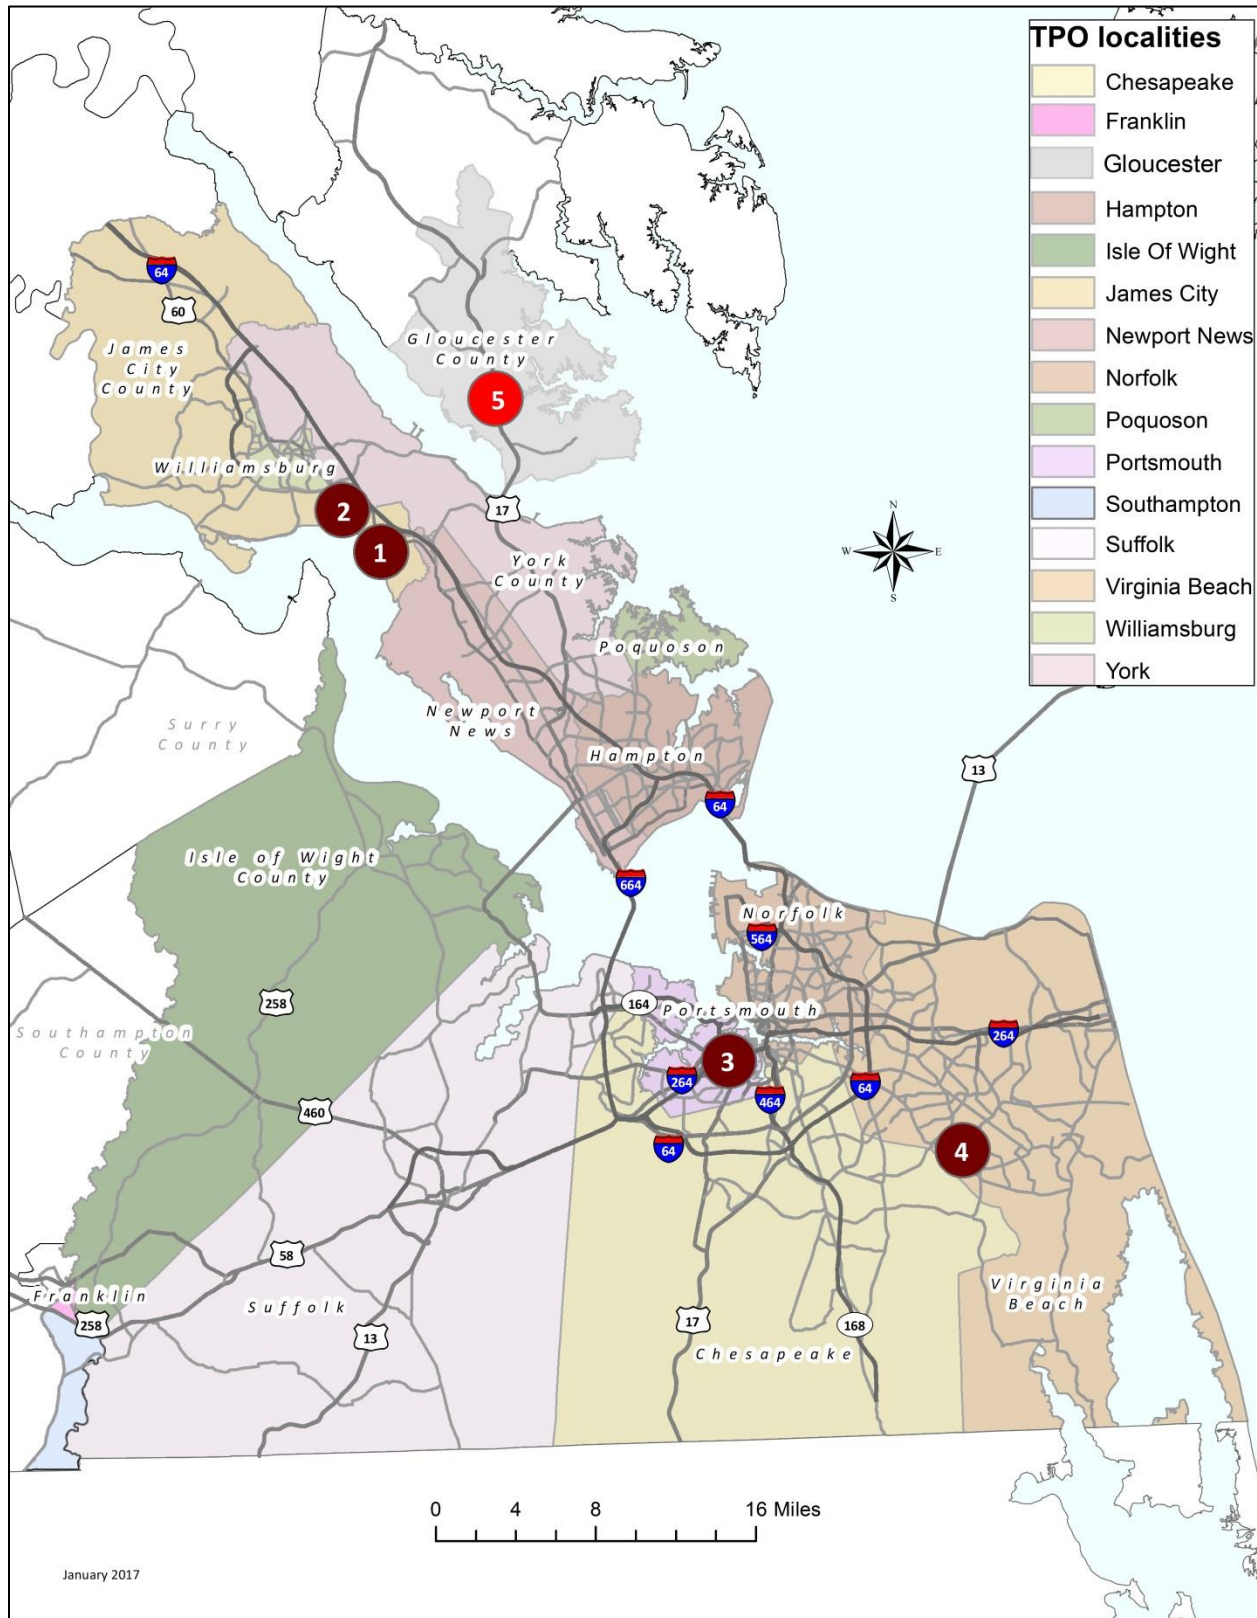 TPO localities
Chesapeake
Franklin
Gloucester
Hampton
Isle Of Wight
James City
Newport News
Norfolk
Poquoson
Portsmouth
Southampton
Suffolk
Virginia Beach
Williamsburg
York
64
60
James
City
County
Gloucester
County
5
Williamsburg
2
17
1
York
County
N
W E
S
Poquoson
Newport
News
Surry
County
Hampton
13
64
Isle of Wight
County
664
Norfolk
564
258
164
Portsmouth
Southampton
County
264
3
264
64
464
460
64
4
58
Virginia
Beach
Franklin
Suffolk
258
13
17
168
Chesapeake
0 4 8 16 Miles
January 2017